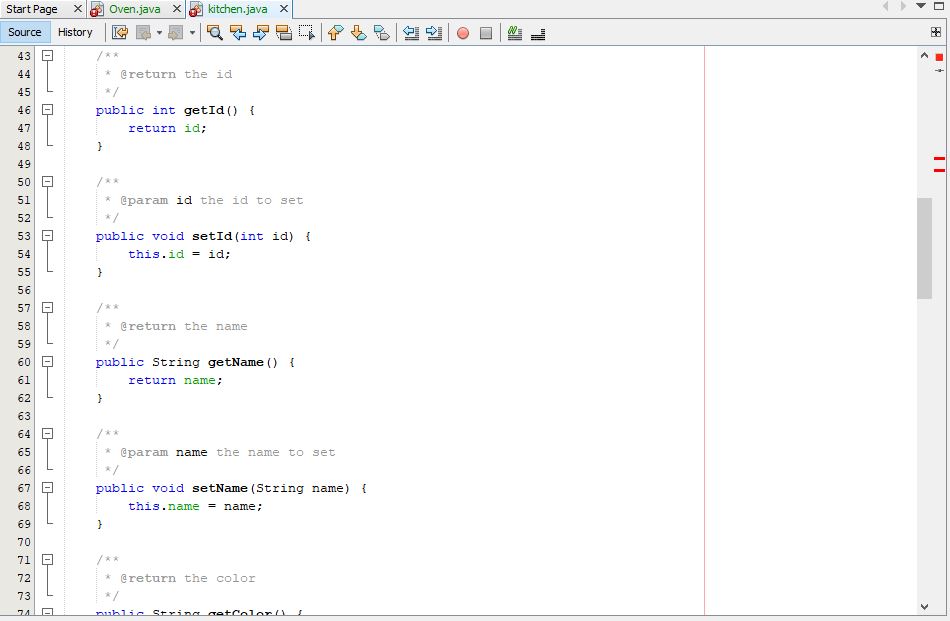 Start Page Oven.java kitchen.java
Source History
43 /**
44 * @return the id
45 */
46 public int getId() {
47 return id;
48 }
49
50 /**
51 * @param id the id to set
52 */
53 public void setId(int id) {
54 this.id = id;
55 }
56
57 /**
58 * @return the name
59 */
60 public String getName() {
61 return name;
62 }
63
64 /**
65 * @param name the name to set
66 */
67 public void setName(String name) {
68 this.name = name;
69 }
70
71 /**
72 * @return the color
73 */
74 public String getColor() {